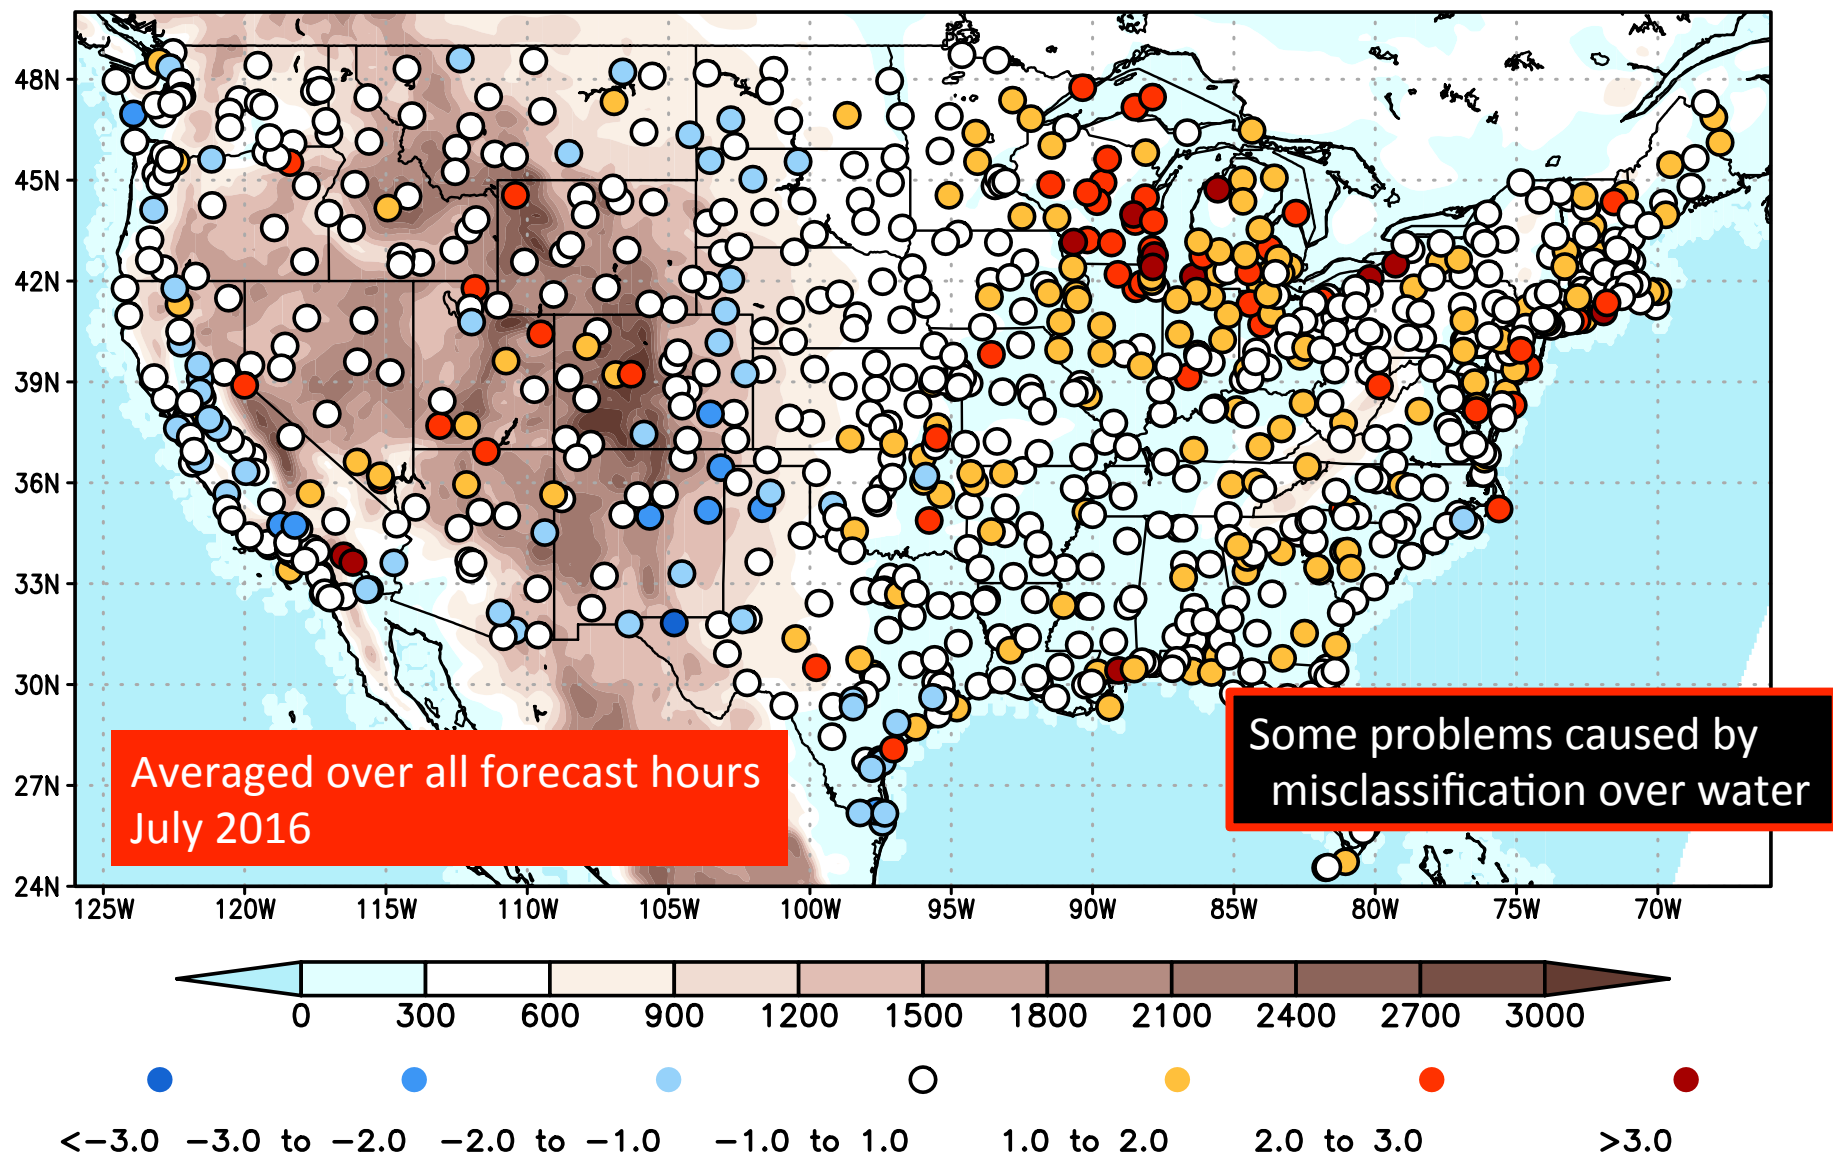 48N
45N
42N
39N
36N
33N
30N
27N
24N
Some problems caused by
misclassification over water
Averaged over all forecast hours
July 2016
125W 120W 115W 110W 105W 100W 95W 90W 85W 80W 75W 70W
0 300 600 900 1200 1500 1800 2100 2400 2700 3000
<-3.0 -3.0 to -2.0 -2.0 to -1.0 -1.0 to 1.0 1.0 to 2.0 2.0 to 3.0 >3.0